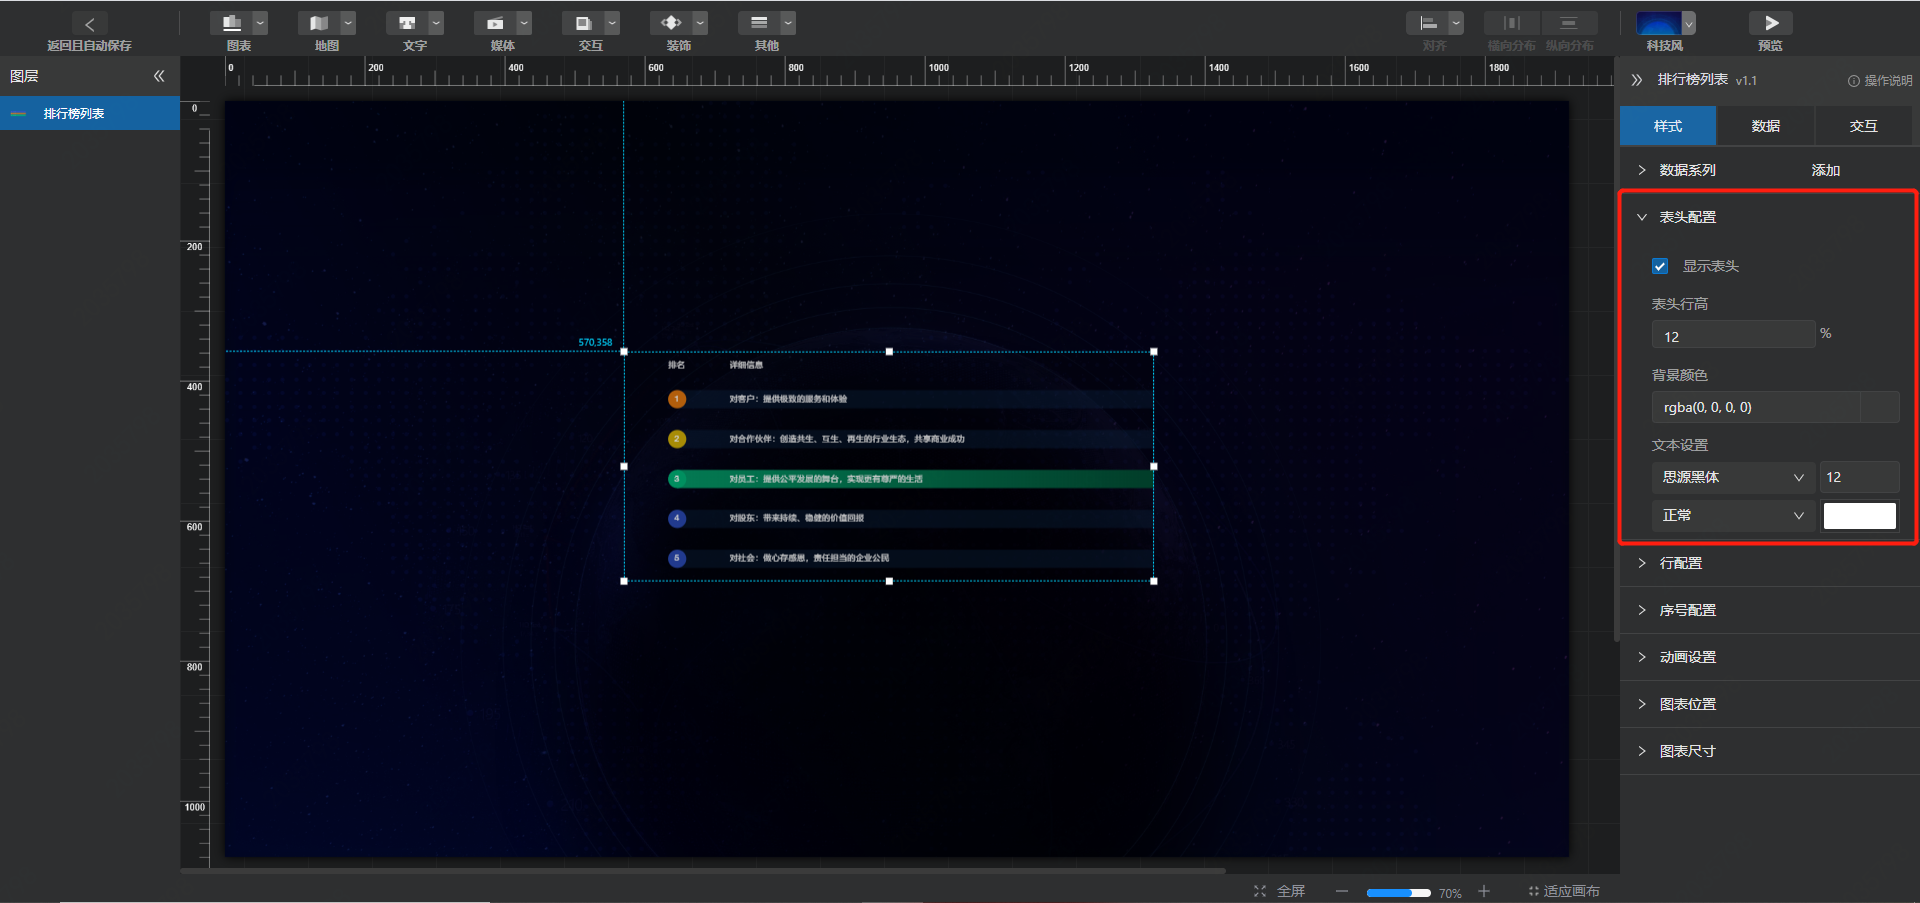 返回且自动保存
图表
地图
文字
媒体
交互
装饰
其他
对齐
横向分布
纵向分布
科技风
预览
图层
排行榜列表
0
200
400
600
800
1000
1200
1400
1600
1800
0
200
400
600
800
1000
570,358
排名
详细信息
1
对客户：提供极致的服务和体验
2
对合作伙伴：创造共生、互生、再生的行业生态，共享商业成功
3
对员工：提供公平发展的舞台，实现更有尊严的生活
4
对股东：带来持续、稳健的价值回报
5
对社会：做心存感恩，责任担当的企业公民
排行榜列表 v1.1
操作说明
样式
数据
交互
数据系列
添加
表头配置
显示表头
表头行高
12
%
背景颜色
rgba(0, 0, 0, 0)
文本设置
思源黑体
12
正常
行配置
序号配置
动画设置
图表位置
图表尺寸
全屏
70%
适应画布